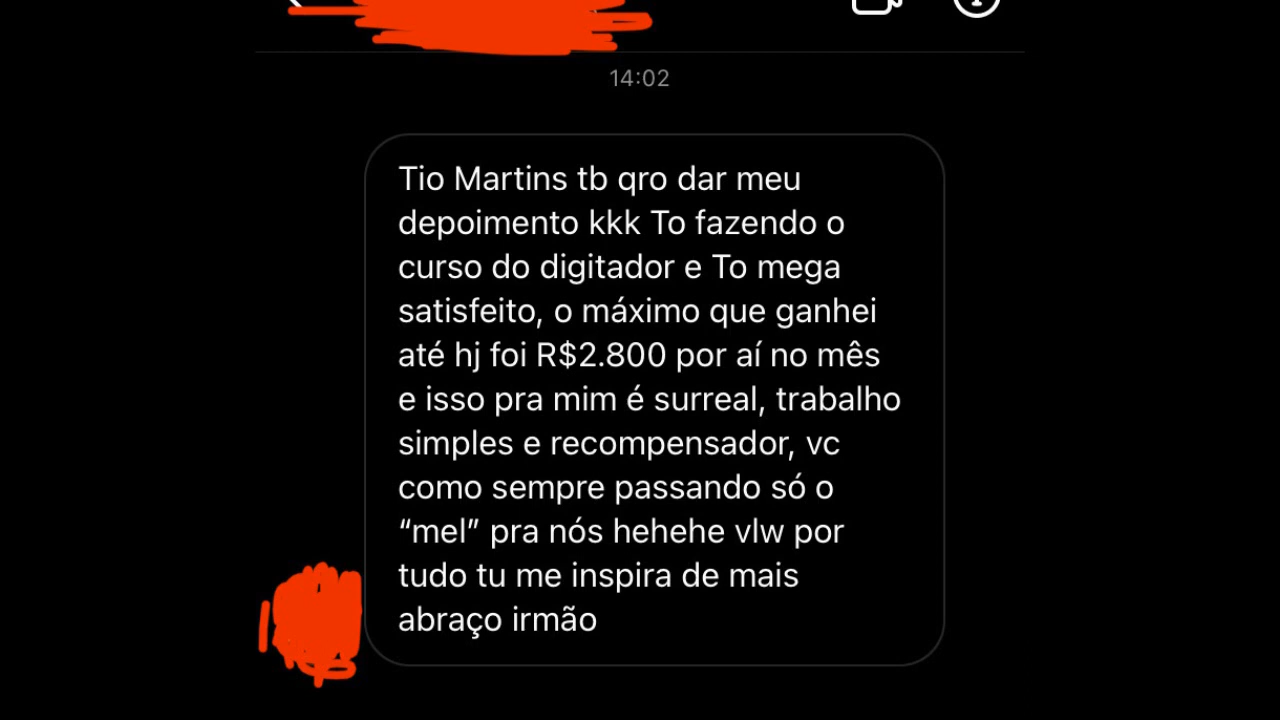 14:02
Tio Martins tb qro dar meu
depoimento kkk To fazendo o
curso do digitador e To mega
satisfeito, o máximo que ganhei
até hj foi R$2.800 por aí no mês
e isso pra mim é surreal, trabalho
simples e recompensador, vc
como sempre passando só o
“mel” pra nós hehehe vlw por
tudo tu me inspira de mais
abraço irmão